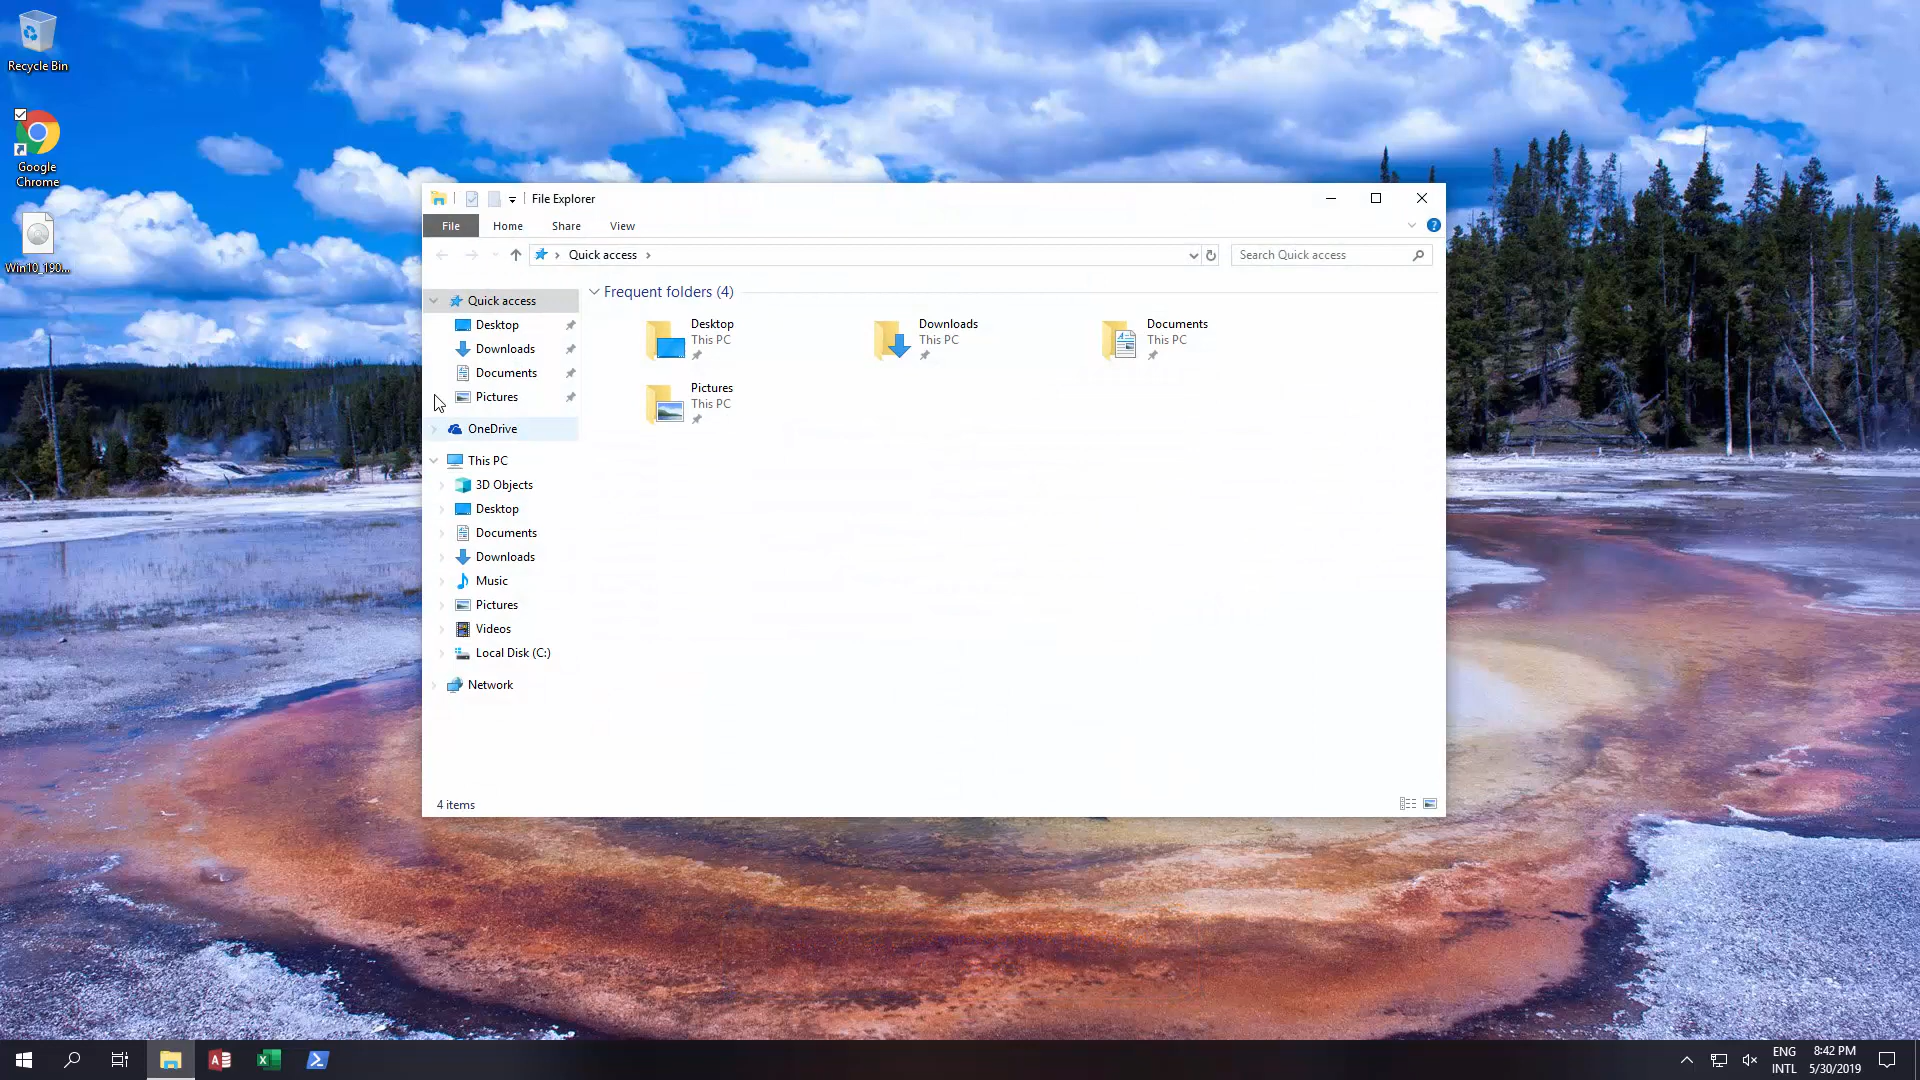 Recycle Bin
Google
Chrome
Win10_190...
File Explorer
File
Home
Share
View
Quick access
Search Quick access
Quick access
Desktop
Downloads
Documents
Pictures
OneDrive
This PC
3D Objects
Desktop
Documents
Downloads
Music
Pictures
Videos
Local Disk (C:)
Network
Frequent folders (4)
Desktop
This PC
Downloads
This PC
Documents
This PC
Pictures
This PC
4 items
ENG
INTL
8:42 PM
5/30/2019